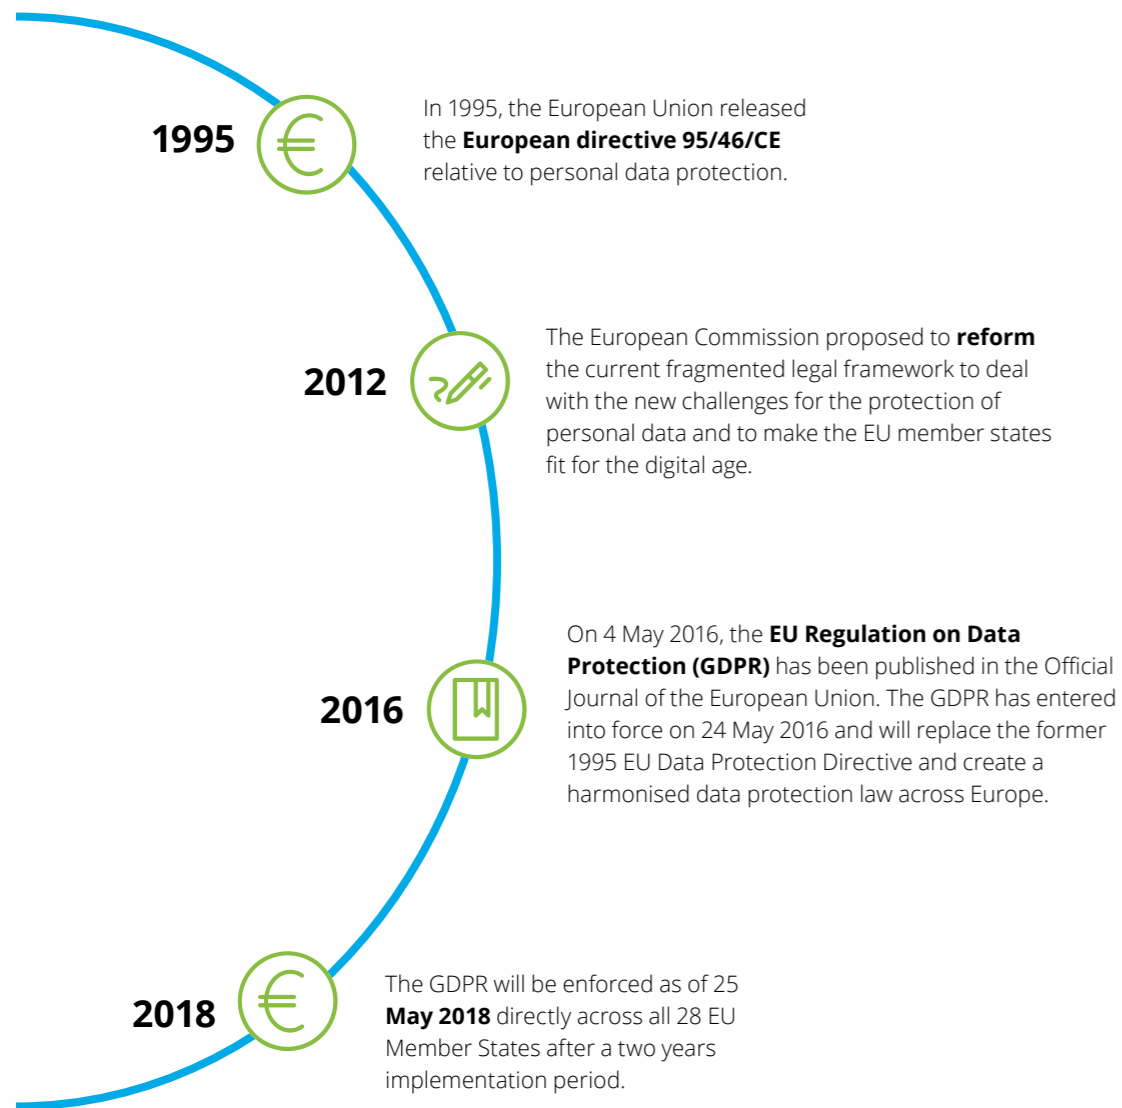 1995
In 1995, the European Union released
the European directive 95/46/CE
relative to personal data protection.
2012
The European Commission proposed to reform
the current fragmented legal framework to deal
with the new challenges for the protection of
personal data and to make the EU member states
fit for the digital age.
2016
On 4 May 2016, the EU Regulation on Data
Protection (GDPR) has been published in the Official
Journal of the European Union. The GDPR has entered
into force on 24 May 2016 and will replace the former
1995 EU Data Protection Directive and create a
harmonised data protection law across Europe.
2018
The GDPR will be enforced as of 25
May 2018 directly across all 28 EU
Member States after a two years
implementation period.